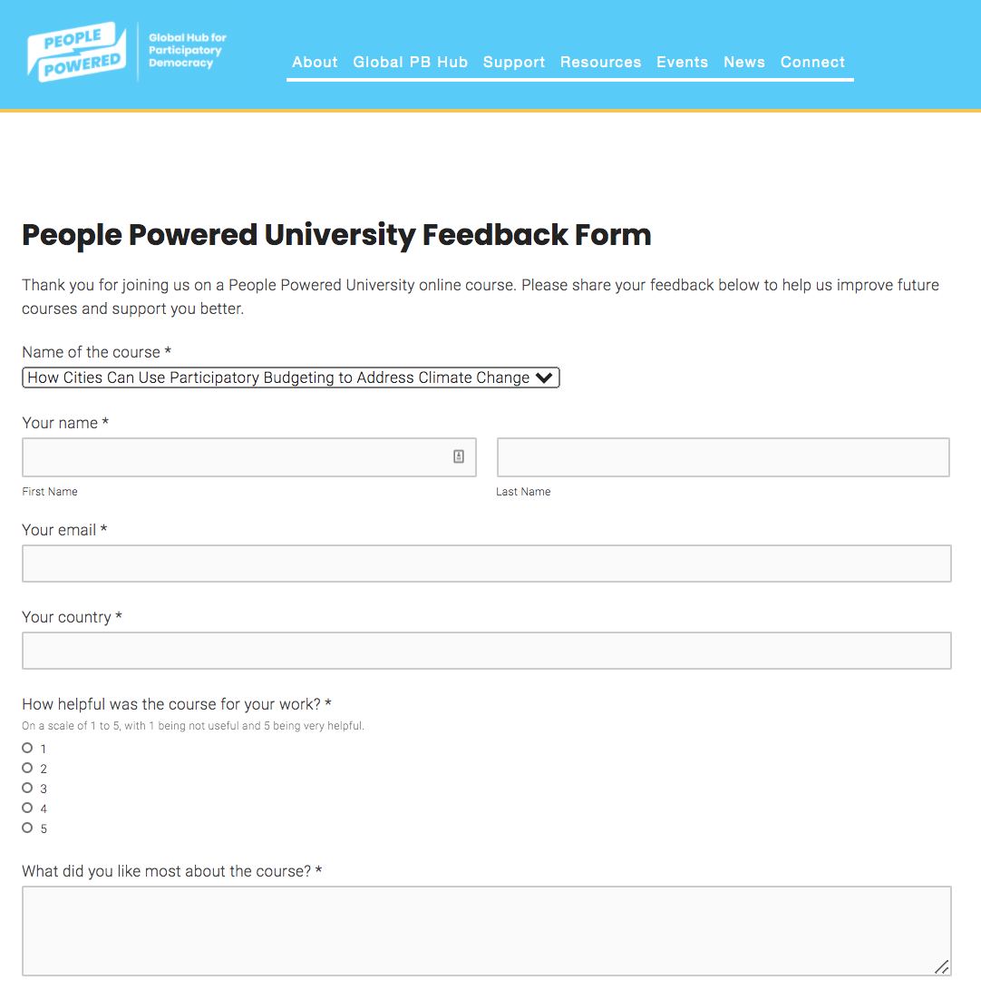 PEOPLE
POWERED
Global Hub for
Participatory
Democracy
About Global PB Hub Support Resources Events News Connect
People Powered University Feedback Form
Thank you for joining us on a People Powered University online course. Please share your feedback below to help us improve future
courses and support you better.
Name of the course *
How Cities Can Use Participatory Budgeting to Address Climate Change
Your name *
First Name Last Name
Your email *
Your country *
How helpful was the course for your work? *
On a scale of 1 to 5, with 1 being not useful and 5 being very helpful.
1
2
3
4
5
What did you like most about the course? *